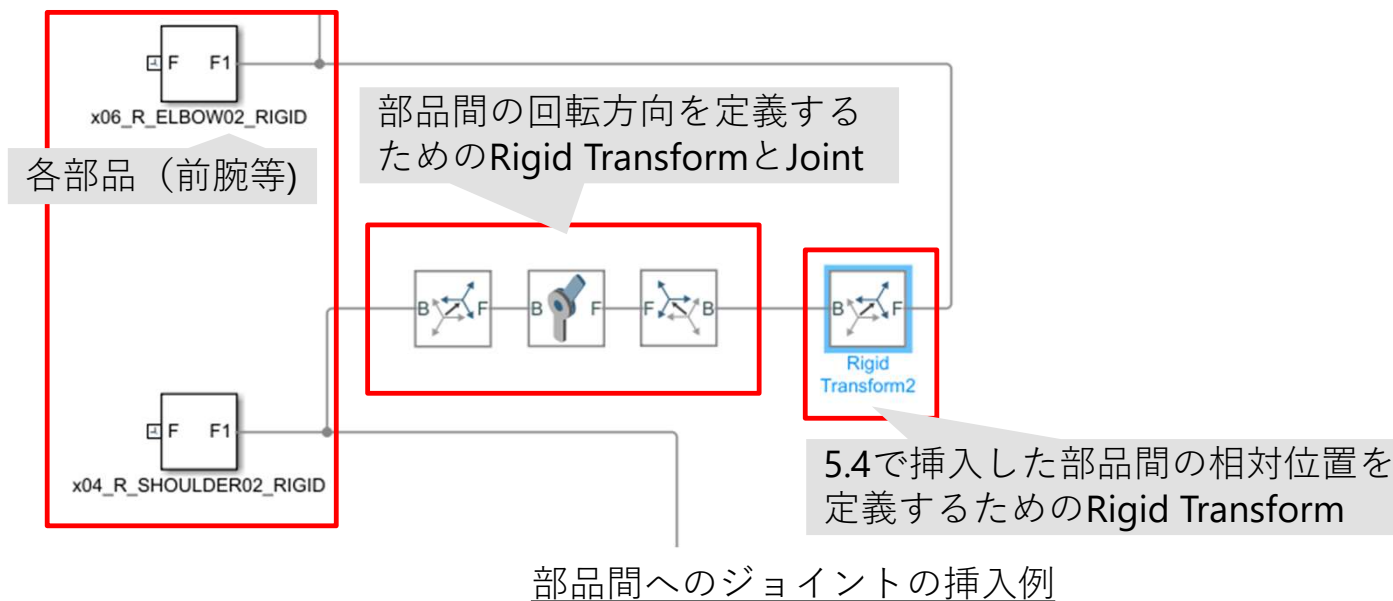 F F1
x06_R_ELBOW02_RIGID
各部品（前腕等)
部品間の回転方向を定義する
ためのRigid TransformとJoint
B F B F F B B F
Rigid
Transform2
F F1
x04_R_SHOULDER02_RIGID
5.4で挿入した部品間の相対位置を
定義するためのRigid Transform
部品間へのジョイントの挿入例